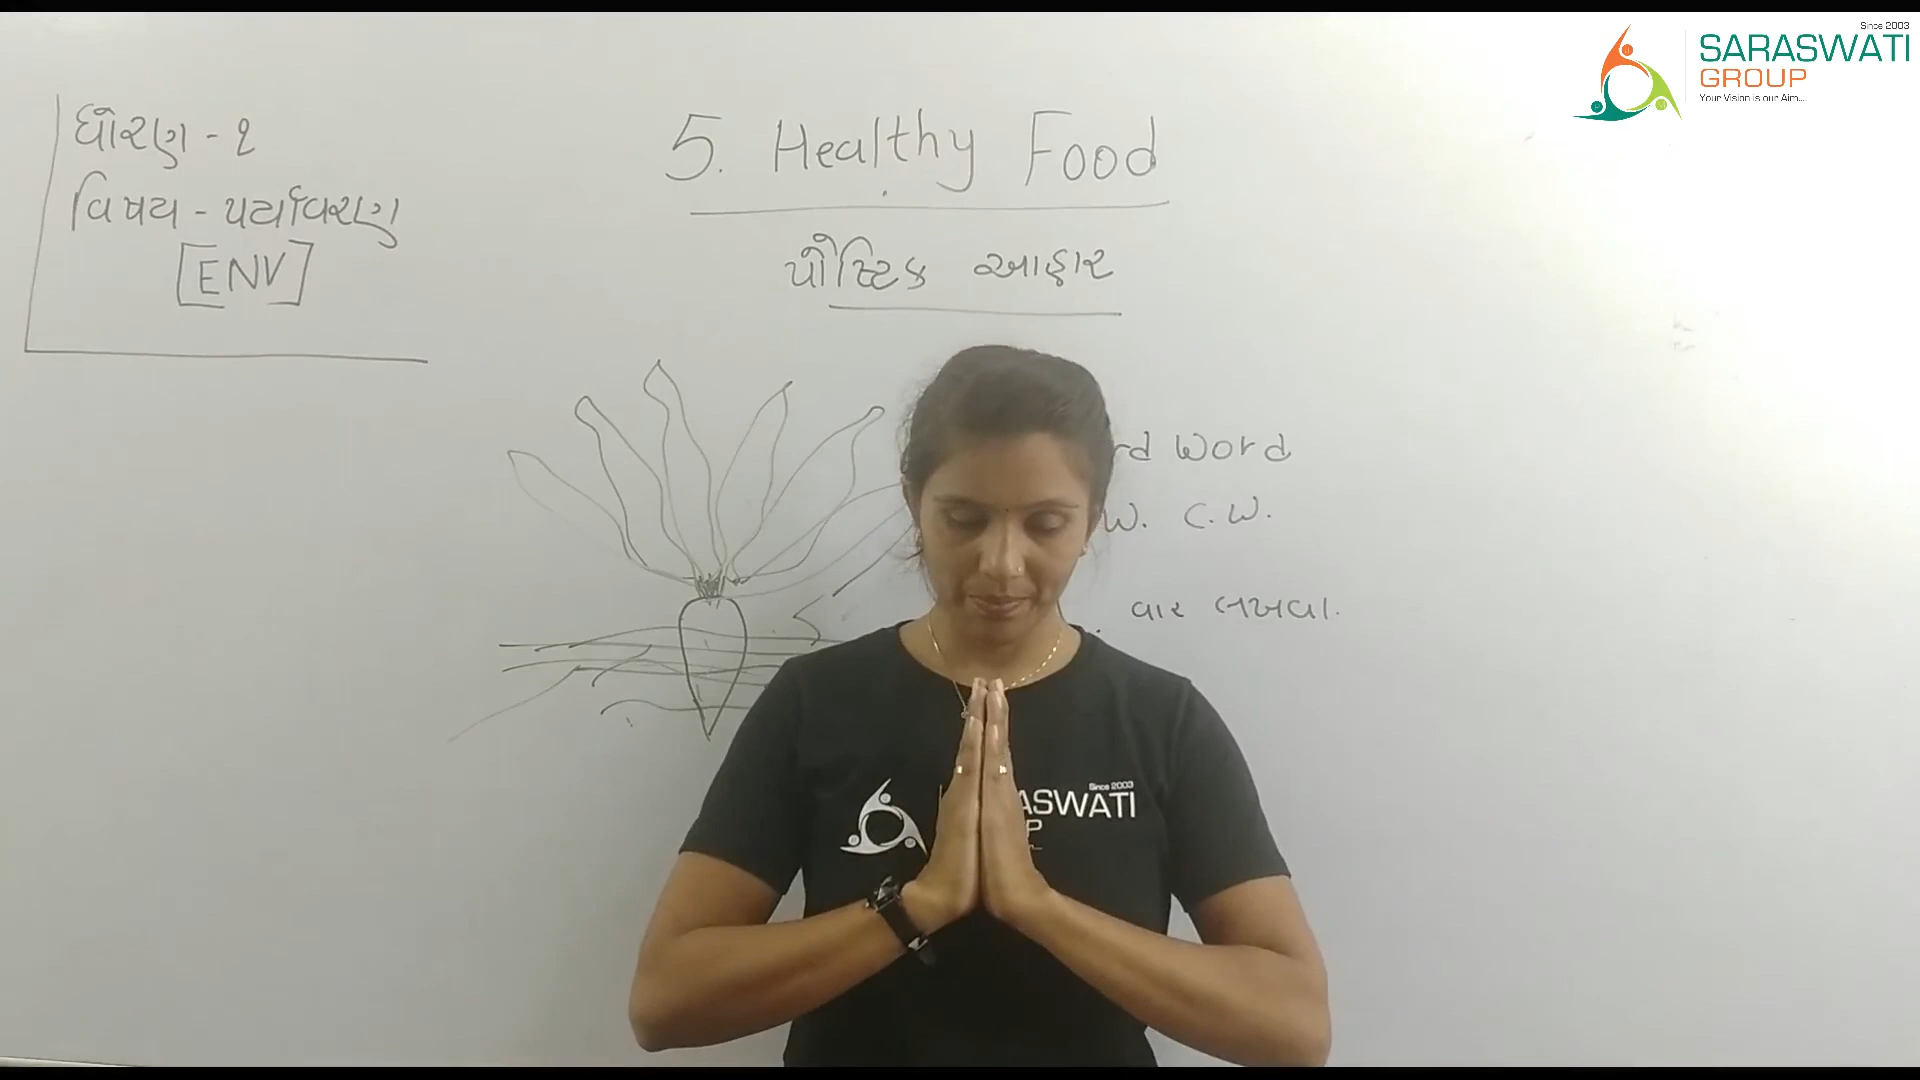 Since 2003
SARASWATI
GROUP
Your Vision is our Aim....
ધોરણ - ૧
વિષય - પર્યાવરણ
[ENV]
5. Healthy Food
પૌષ્ટિક આહાર
rd Word
W. C.W.
વાર લખવા.
Since 2003
ASWATI
P